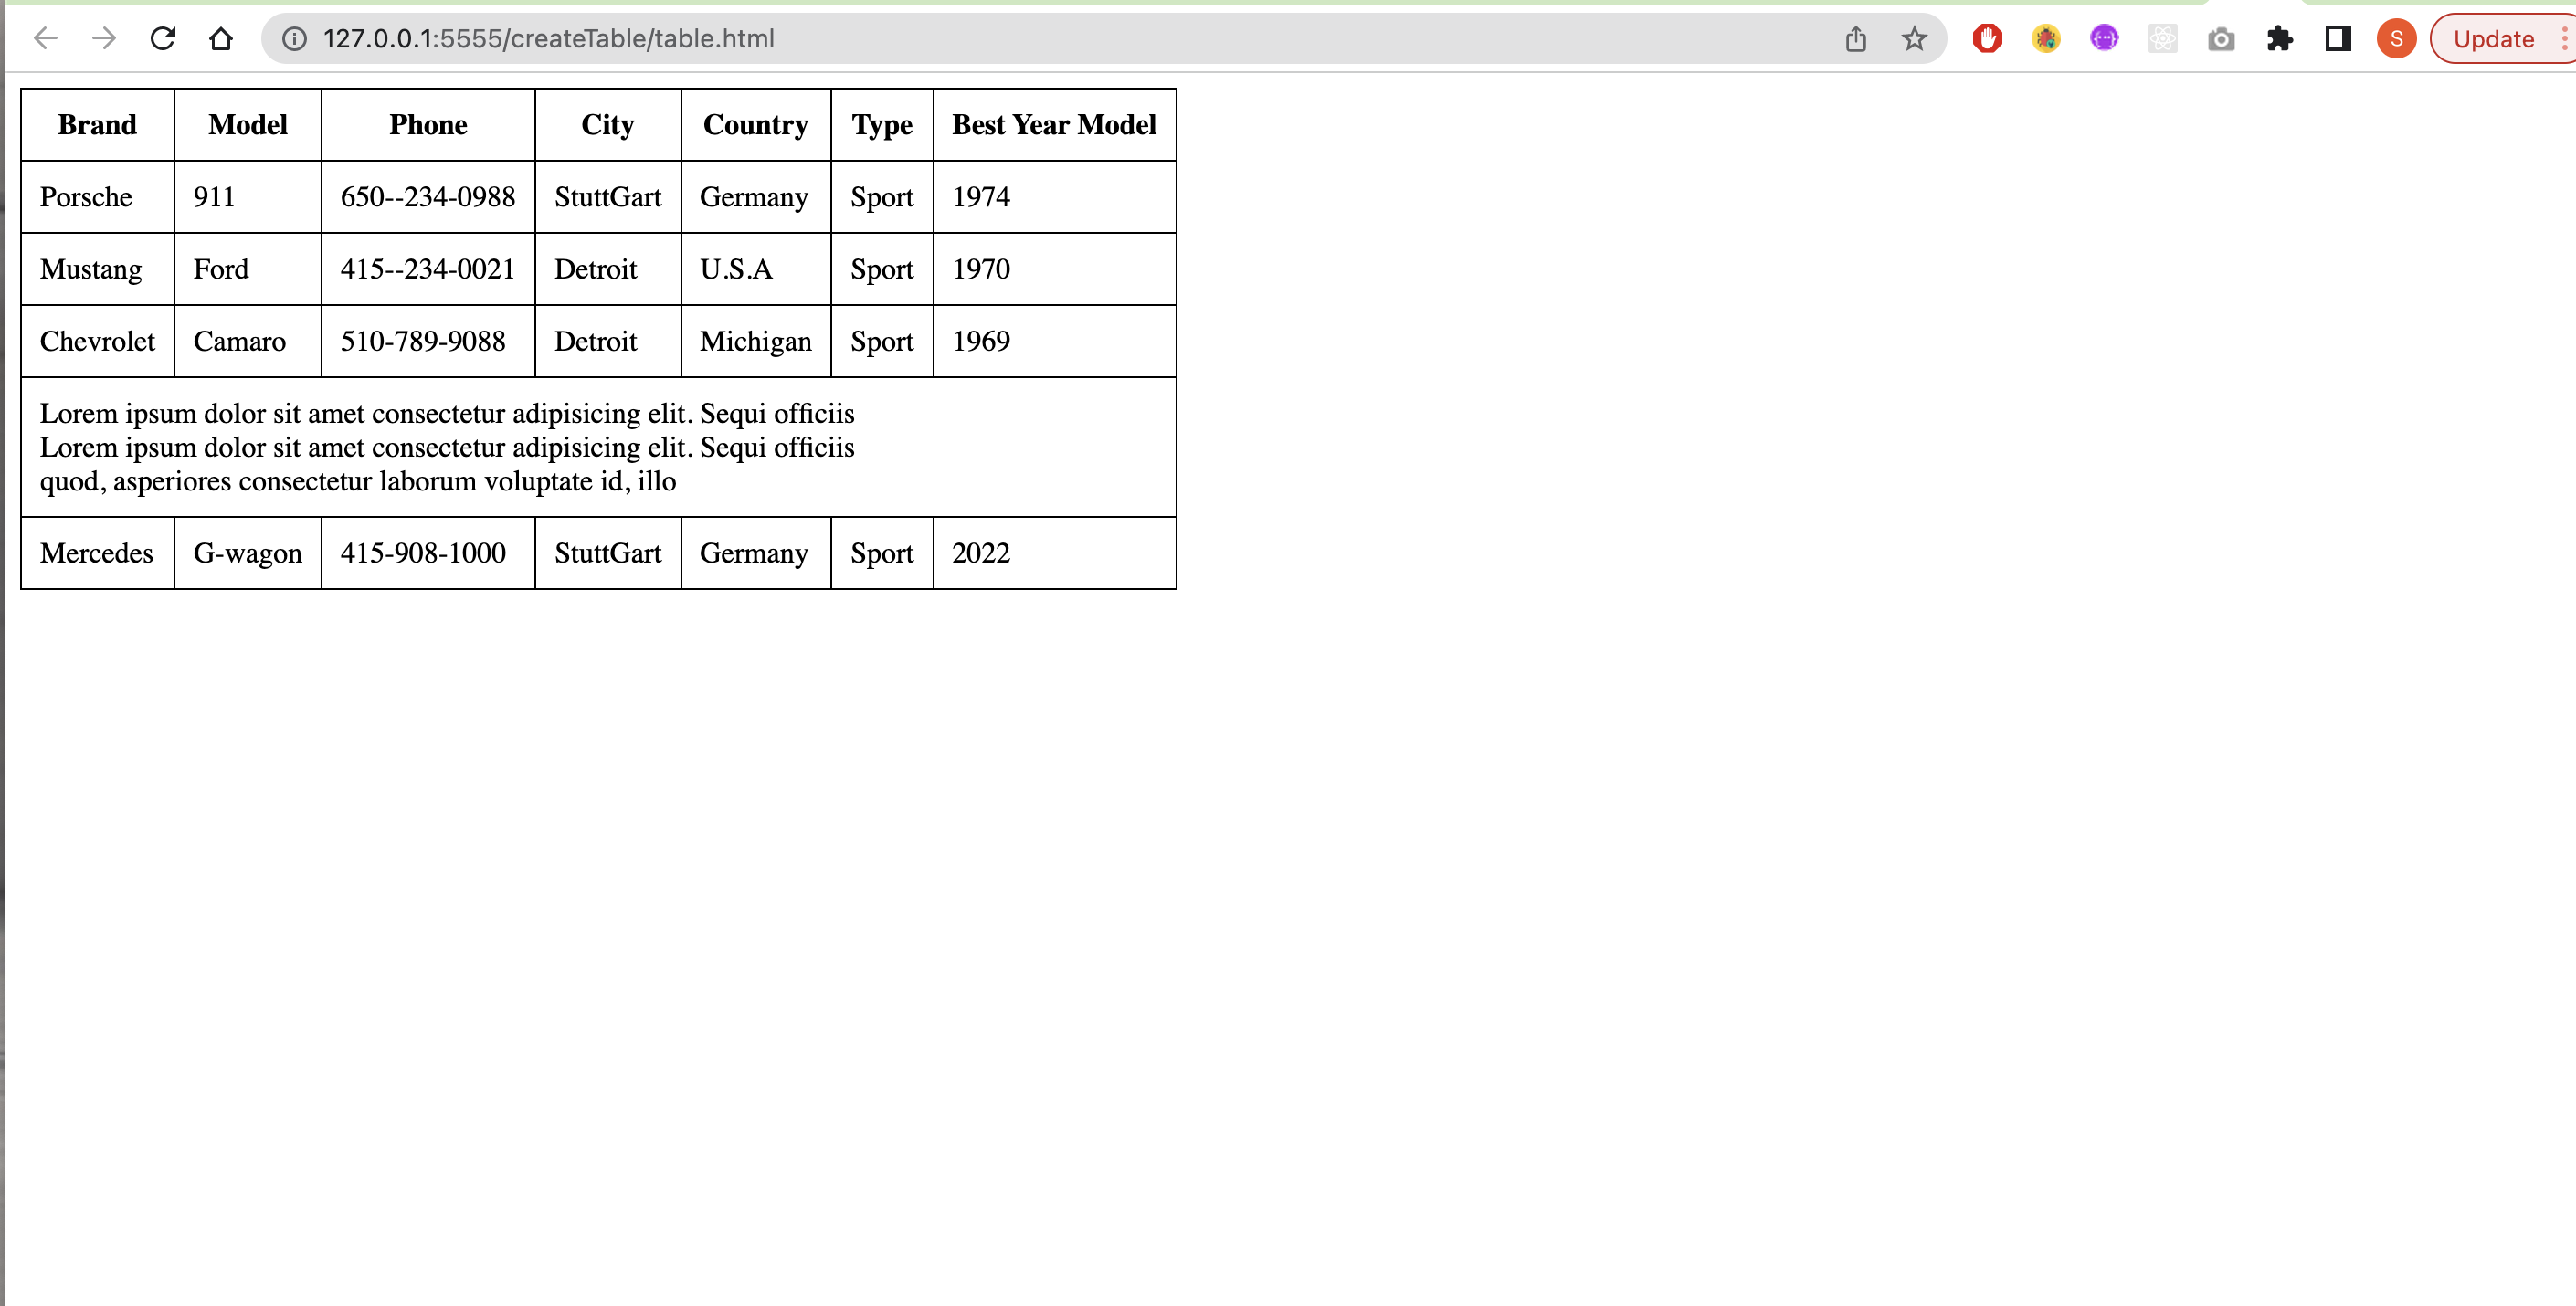 127.0.0.1:5555/createTable/table.html
S
Update
Brand Model Phone City Country Type Best Year Model
Porsche 911 650--234-0988 StuttGart Germany Sport 1974
Mustang Ford 415--234-0021 Detroit U.S.A Sport 1970
Chevrolet Camaro 510-789-9088 Detroit Michigan Sport 1969
Lorem ipsum dolor sit amet consectetur adipisicing elit. Sequi officiis
Lorem ipsum dolor sit amet consectetur adipisicing elit. Sequi officiis
quod, asperiores consectetur laborum voluptate id, illo
Mercedes G-wagon 415-908-1000 StuttGart Germany Sport 2022